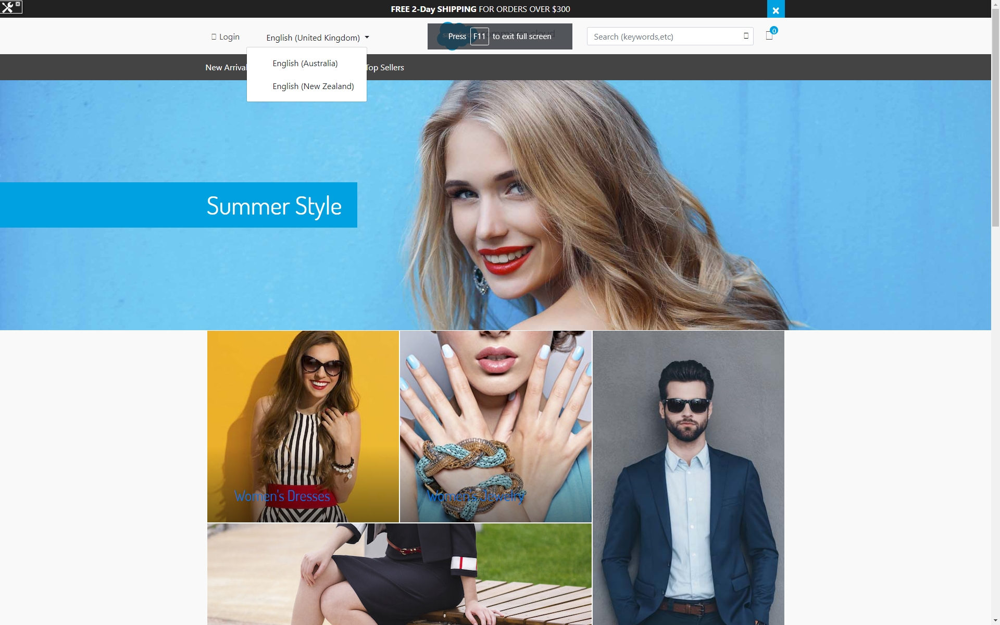 FREE 2-Day SHIPPING FOR ORDERS OVER $300
Login
English (United Kingdom)
Press F11 to exit full screen
Search (keywords,etc)
0
English (Australia)
English (New Zealand)
New Arrival
Top Sellers
Summer Style
Women's Dresses
Women's Jewelry